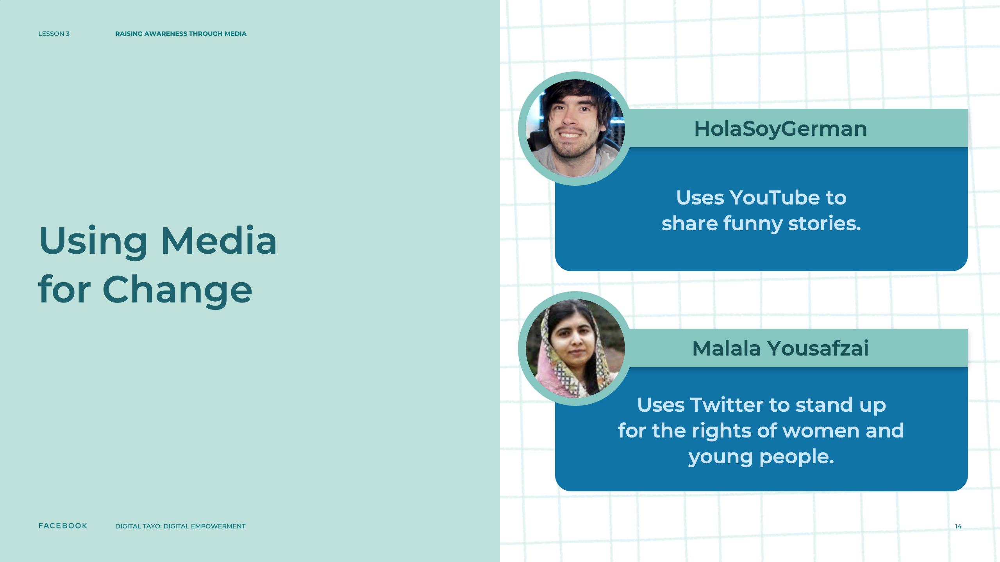 LESSON 3
RAISING AWARENESS THROUGH MEDIA
Using Media
for Change
HolaSoyGerman
Uses YouTube to
share funny stories.
Malala Yousafzai
Uses Twitter to stand up
for the rights of women and
young people.
FACEBOOK
DIGITAL TAYO: DIGITAL EMPOWERMENT
14